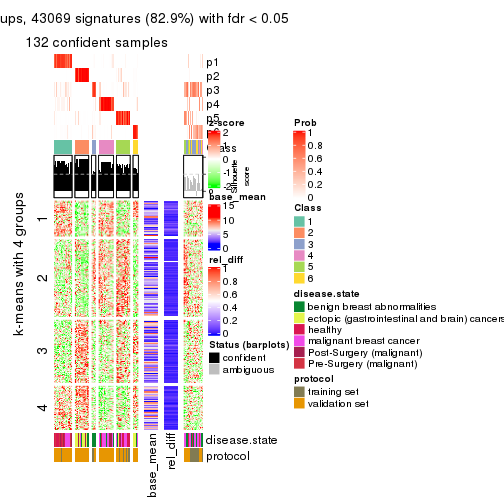 ups, 43069 signatures (82.9%) with fdr < 0.05
132 confident samples
p1
p2
p3
p4
p5
Class
k-means with 4 groups
1
2
3
4
Silhouette
score
z-score
2
1
0
-1
-2
base_mean
15
10
5
0
rel_diff
1
0.8
0.6
0.4
0.2
0
Status (barplots)
confident
ambiguous
Prob
1
0.8
0.6
0.4
0.2
0
Class
1
2
3
4
5
6
disease.state
benign breast abnormalities
ectopic (gastrointestinal and brain) cancers
healthy
malignant breast cancer
Post-Surgery (malignant)
Pre-Surgery (malignant)
protocol
training set
validation set
disease.state
protocol
base_mean
rel_diff